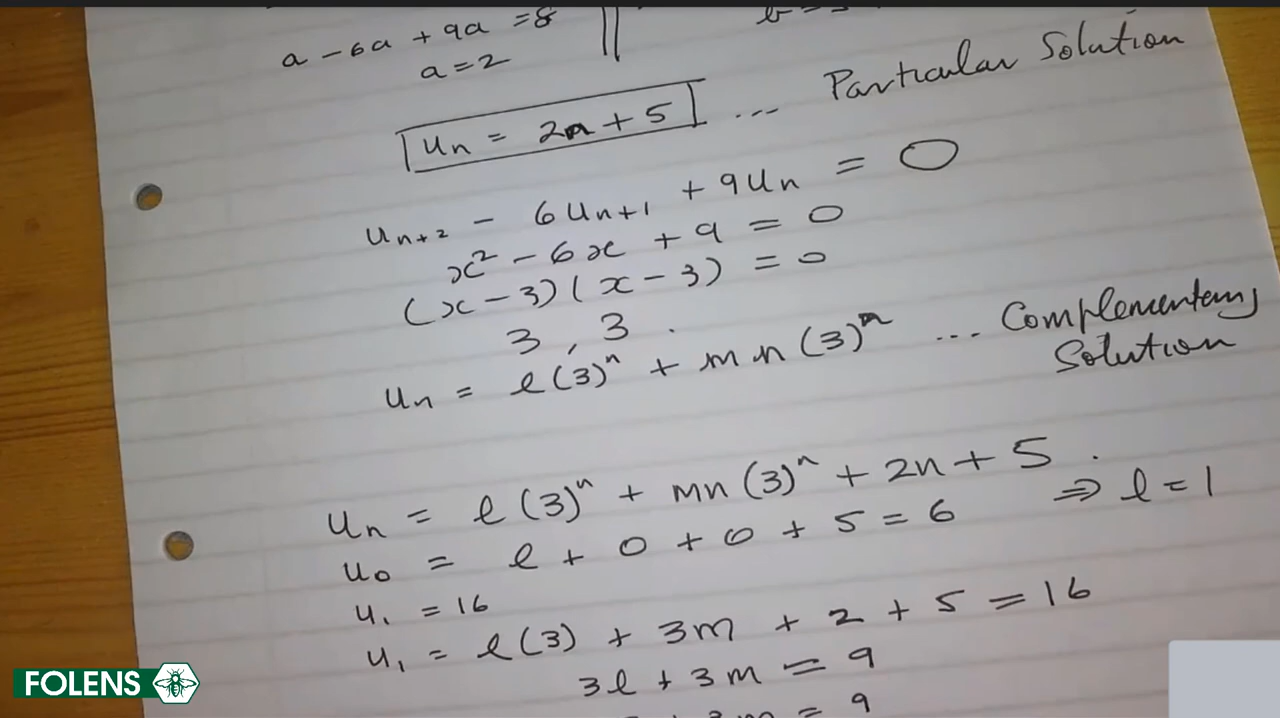 a - 6a + 9a = 8
a = 2
b =
un = 2n + 5 ... Particular Solution
un+2 - 6un+1 + 9un = 0
x² - 6x + 9 = 0
(x - 3)(x - 3) = 0
3, 3.
un = l(3)ⁿ + mn(3)ⁿ ... Complementary
Solution
un = l(3)ⁿ + mn(3)ⁿ + 2n + 5.
u0 = l + 0 + 0 + 5 = 6 ⇒ l = 1
u1 = 16
u1 = l(3) + 3m + 2 + 5 = 16
3l + 3m = 9
+ 3m = 9
FOLENS